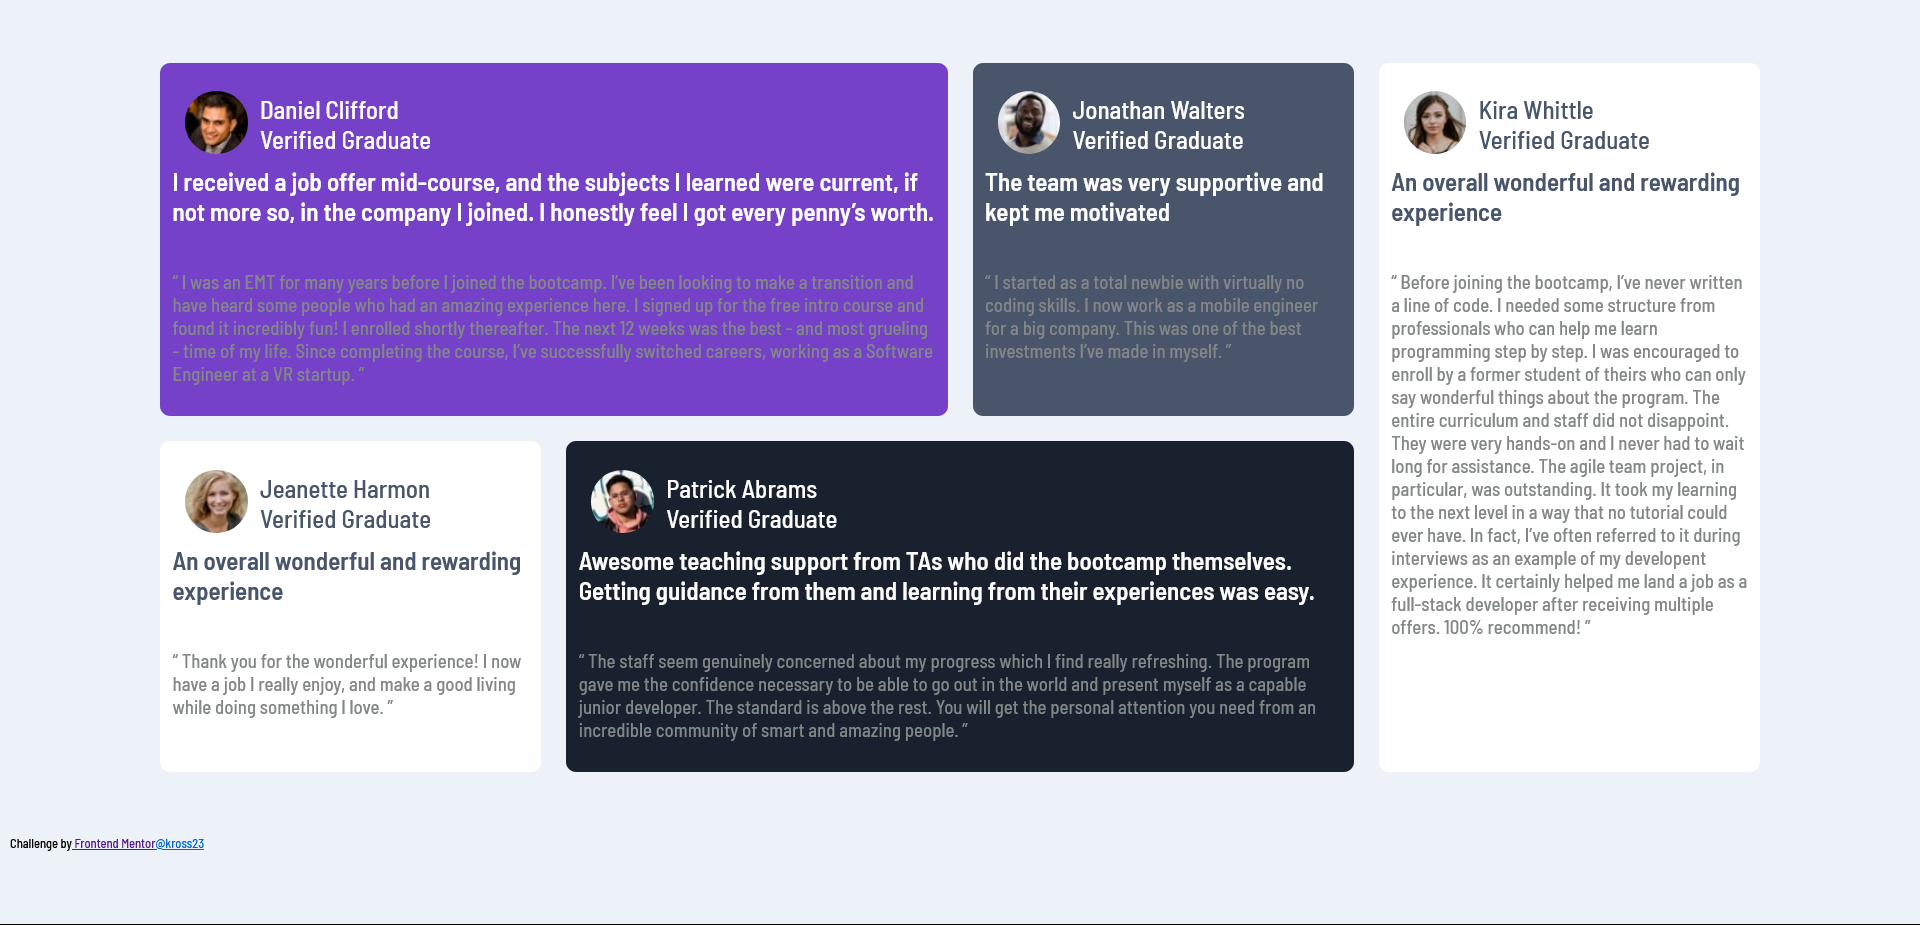 Daniel Clifford
Verified Graduate
I received a job offer mid-course, and the subjects I learned were current, if
not more so, in the company I joined. I honestly feel I got every penny’s worth.
“ I was an EMT for many years before I joined the bootcamp. I’ve been looking to make a transition and
have heard some people who had an amazing experience here. I signed up for the free intro course and
found it incredibly fun! I enrolled shortly thereafter. The next 12 weeks was the best - and most grueling
- time of my life. Since completing the course, I’ve successfully switched careers, working as a Software
Engineer at a VR startup. ”
Jonathan Walters
Verified Graduate
The team was very supportive and
kept me motivated
“ I started as a total newbie with virtually no
coding skills. I now work as a mobile engineer
for a big company. This was one of the best
investments I’ve made in myself. ”
Kira Whittle
Verified Graduate
An overall wonderful and rewarding
experience
“ Before joining the bootcamp, I’ve never written
a line of code. I needed some structure from
professionals who can help me learn
programming step by step. I was encouraged to
enroll by a former student of theirs who can only
say wonderful things about the program. The
entire curriculum and staff did not disappoint.
They were very hands-on and I never had to wait
long for assistance. The agile team project, in
particular, was outstanding. It took my learning
to the next level in a way that no tutorial could
ever have. In fact, I’ve often referred to it during
interviews as an example of my developent
experience. It certainly helped me land a job as a
full-stack developer after receiving multiple
offers. 100% recommend! ”
Jeanette Harmon
Verified Graduate
An overall wonderful and rewarding
experience
“ Thank you for the wonderful experience! I now
have a job I really enjoy, and make a good living
while doing something I love. ”
Patrick Abrams
Verified Graduate
Awesome teaching support from TAs who did the bootcamp themselves.
Getting guidance from them and learning from their experiences was easy.
“ The staff seem genuinely concerned about my progress which I find really refreshing. The program
gave me the confidence necessary to be able to go out in the world and present myself as a capable
junior developer. The standard is above the rest. You will get the personal attention you need from an
incredible community of smart and amazing people. ”
Challenge by Frontend Mentor@kross23